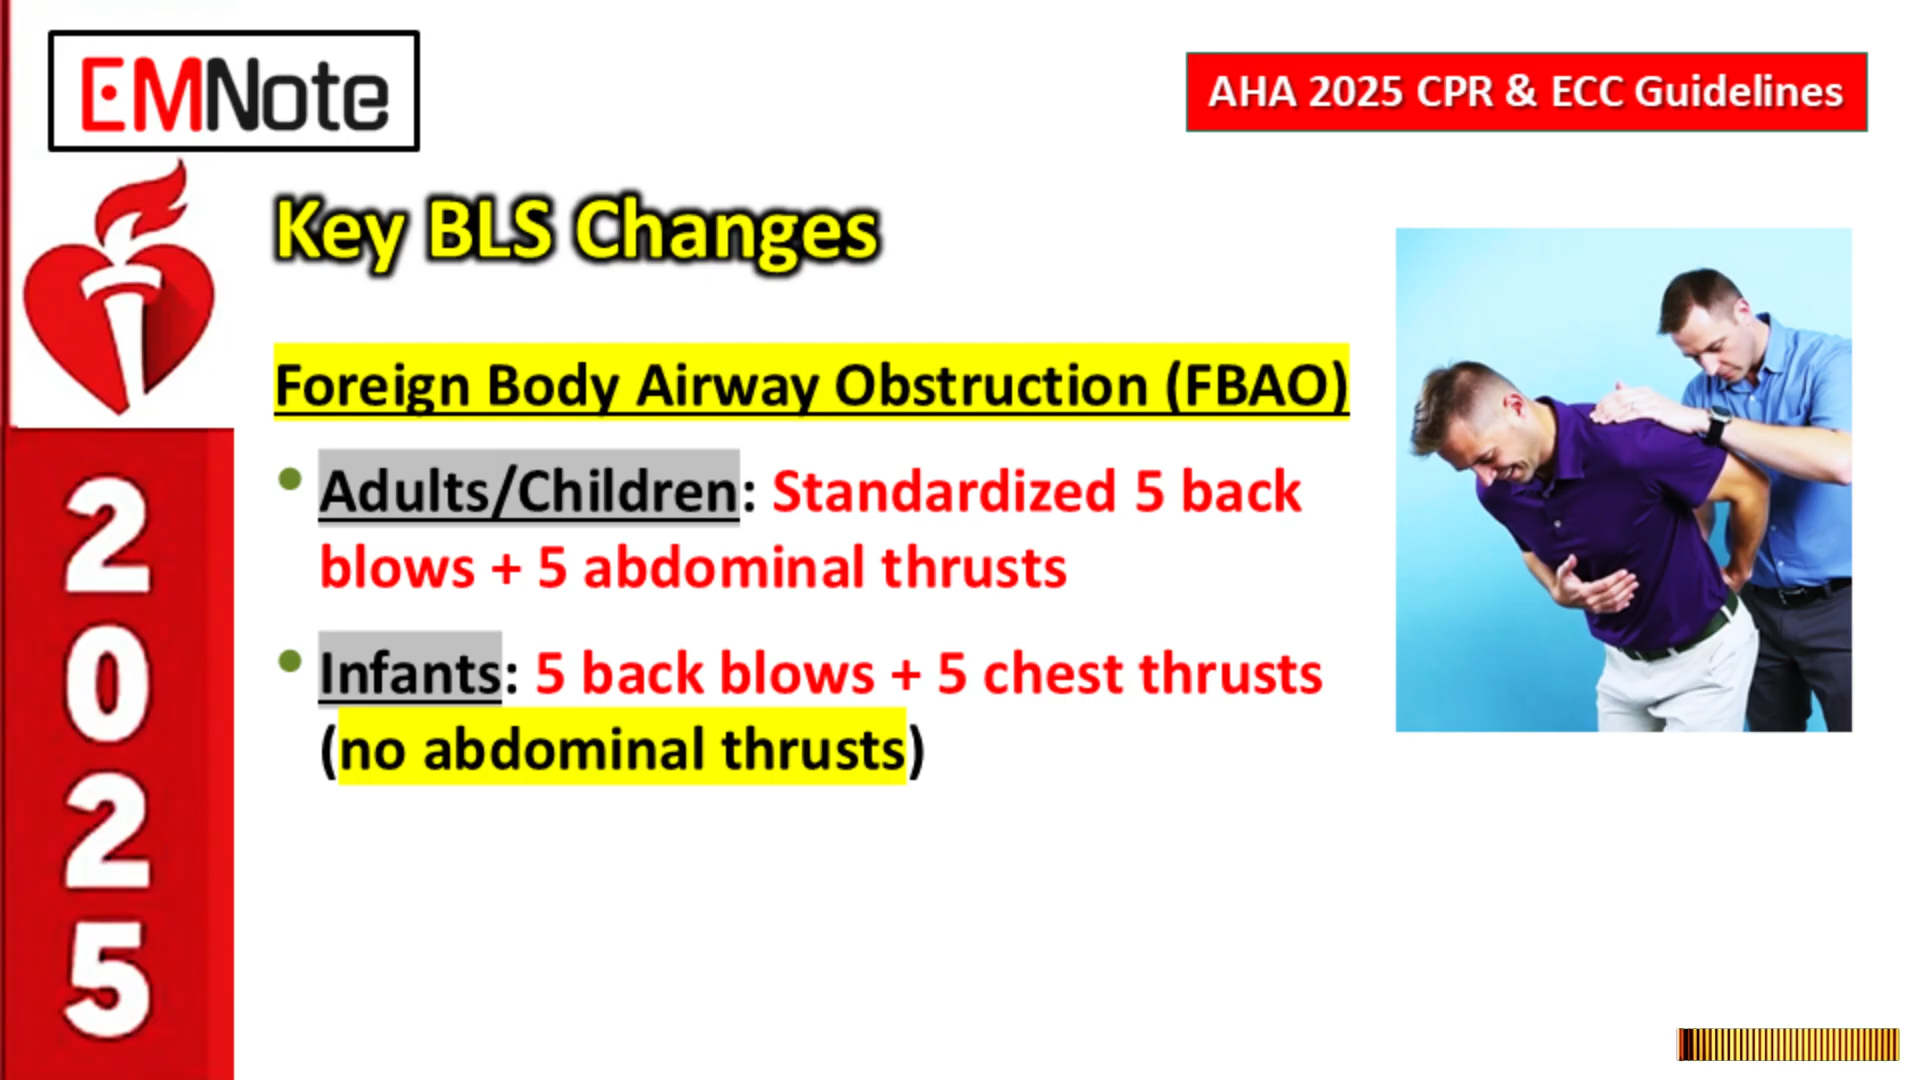 EMNote
AHA 2025 CPR & ECC Guidelines
Key BLS Changes
Foreign Body Airway Obstruction (FBAO)
• Adults/Children: Standardized 5 back
blows + 5 abdominal thrusts
• Infants: 5 back blows + 5 chest thrusts
(no abdominal thrusts)
2
0
2
5